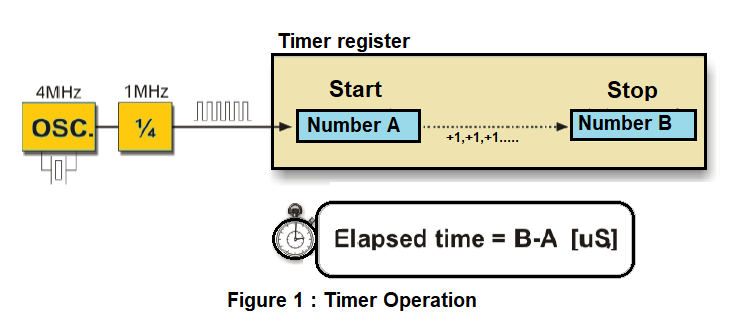 Timer register
4MHz
1MHz
Start
Stop
OSC.
¼
Number A
Number B
+1,+1,+1.....
Elapsed time = B-A [uS]
Figure 1 : Timer Operation